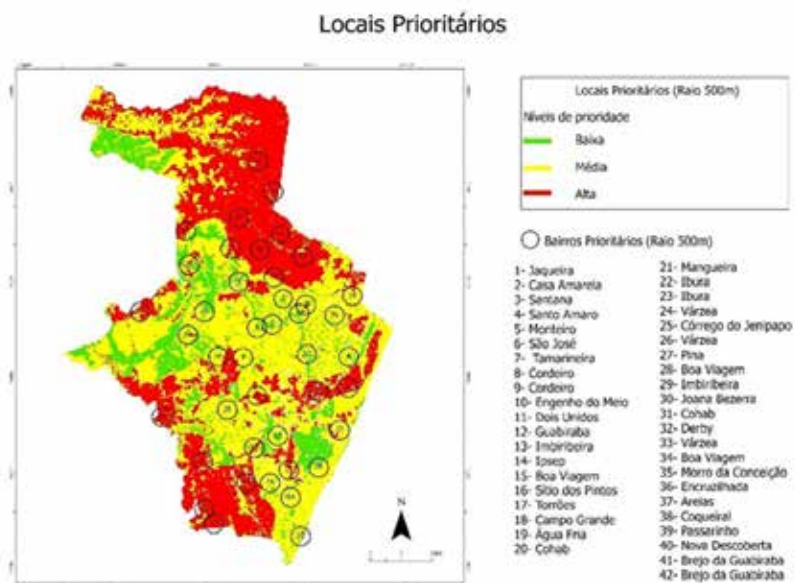 Locais Prioritários
Locais Prioritários (Raio 500m)
Níveis de prioridade
Baixa
Média
Alta
Bairros Prioritários (Raio 500m)
1- Jaqueira
2- Casa Amarela
3- Santana
4- Santo Amaro
5- Monteiro
6- São José
7- Tamarineira
8- Cordeiro
9- Cordeiro
10- Engenho do Meio
11- Dois Unidos
12- Guabiraba
13- Imbiribeira
14- Ipsep
15- Boa Viagem
16- Sítio dos Pintos
17- Torrões
18- Campo Grande
19- Água Fria
20- Cohab
21- Mangueira
22- Ibura
23- Ibura
24- Várzea
25- Córrego do Jenipapo
26- Várzea
27- Pina
28- Boa Viagem
29- Imbiribeira
30- Joana Bezerra
31- Cohab
32- Derby
33- Várzea
34- Boa Viagem
35- Morro da Conceição
36- Encruzilhada
37- Areias
38- Coqueiral
39- Passarinho
40- Nova Descoberta
41- Brejo da Guabiraba
42- Brejo da Guabiraba
N